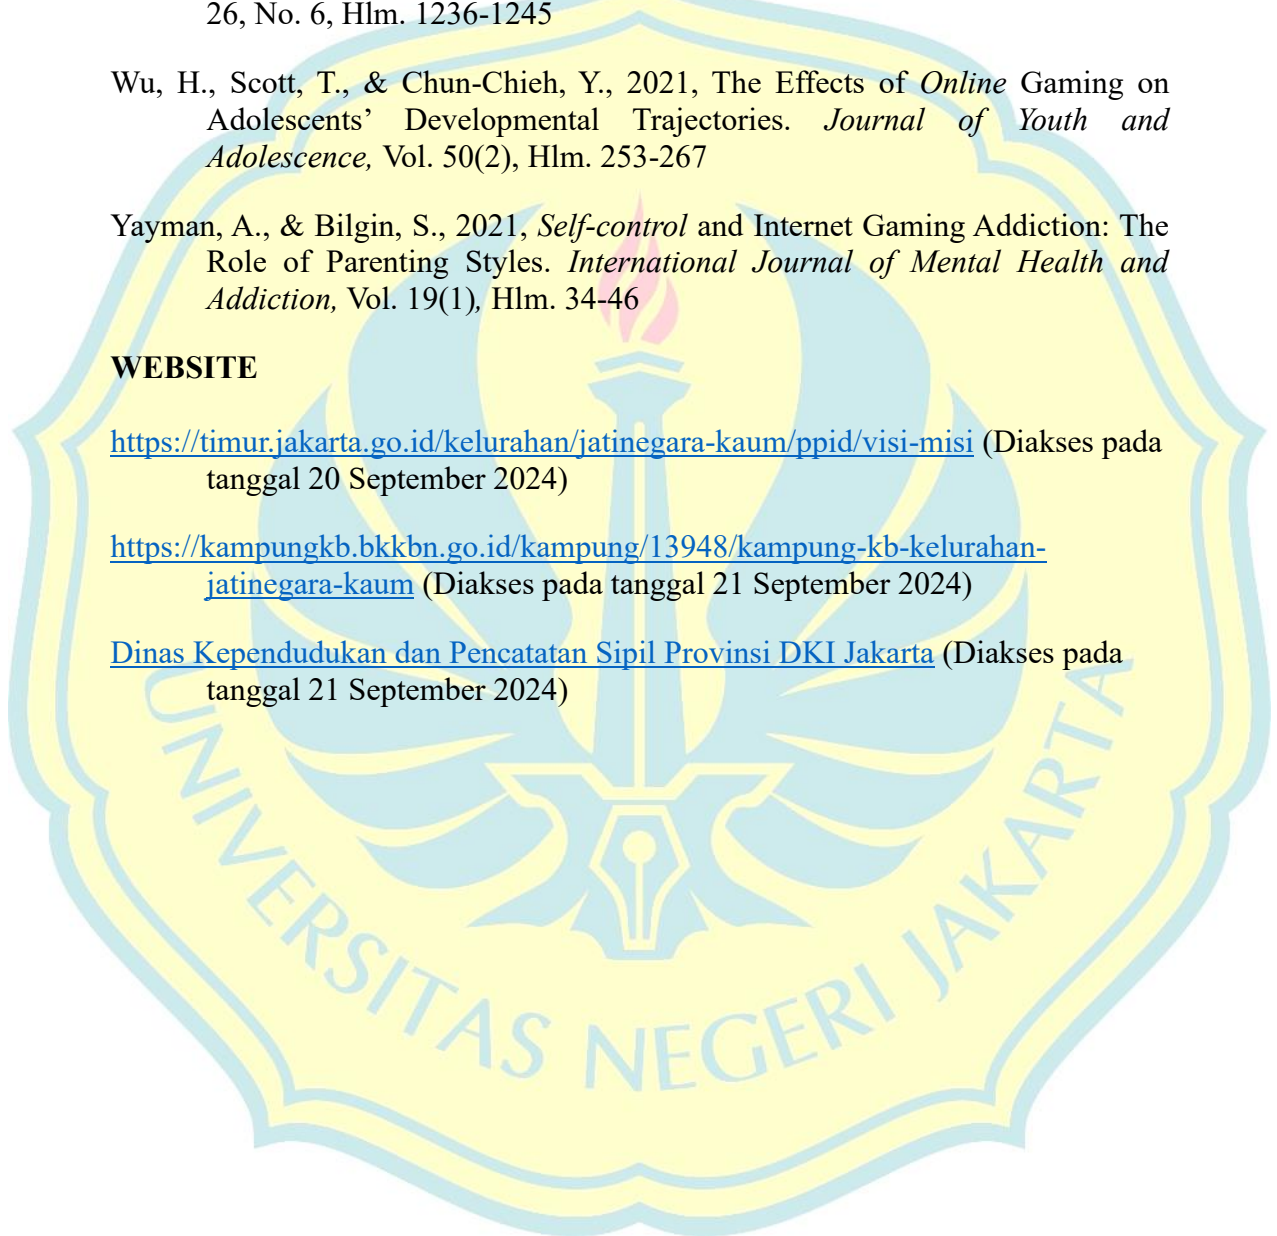 26, No. 6, Hlm. 1236-1245
Wu, H., Scott, T., & Chun-Chieh, Y., 2021, The Effects of Online Gaming on
Adolescents’ Developmental Trajectories. Journal of Youth and
Adolescence, Vol. 50(2), Hlm. 253-267
Yayman, A., & Bilgin, S., 2021, Self-control and Internet Gaming Addiction: The
Role of Parenting Styles. International Journal of Mental Health and
Addiction, Vol. 19(1), Hlm. 34-46
WEBSITE
https://timur.jakarta.go.id/kelurahan/jatinegara-kaum/ppid/visi-misi (Diakses pada
tanggal 20 September 2024)
https://kampungkb.bkkbn.go.id/kampung/13948/kampung-kb-kelurahan-
jatinegara-kaum (Diakses pada tanggal 21 September 2024)
Dinas Kependudukan dan Pencatatan Sipil Provinsi DKI Jakarta (Diakses pada
tanggal 21 September 2024)
UNIVERSITAS NEGERI JAKARTA